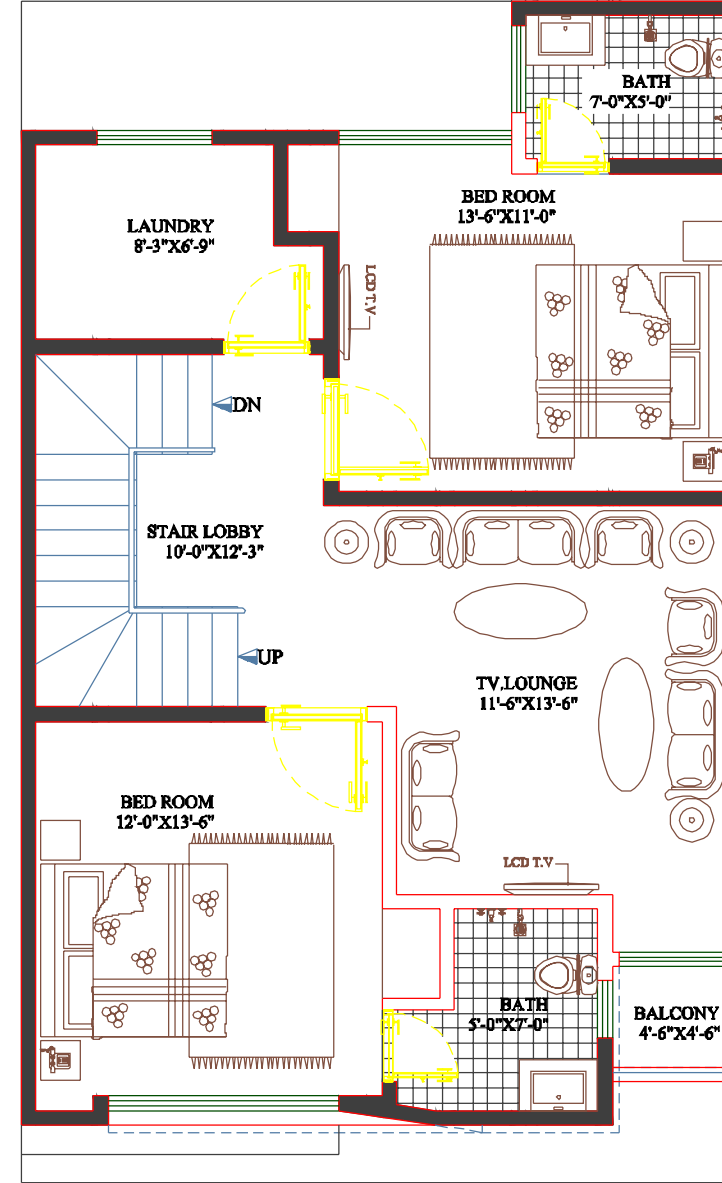 BATH
7'-0"X5'-0"
BED ROOM
13'-6"X11'-0"
LAUNDRY
8'-3"X6'-9"
LCD T.V
DN
STAIR LOBBY
10'-0"X12'-3"
UP
TV.LOUNGE
11'-6"X13'-6"
BED ROOM
12'-0"X13'-6"
LCD T.V
BATH
5'-0"X7'-0"
BALCONY
4'-6"X4'-6"